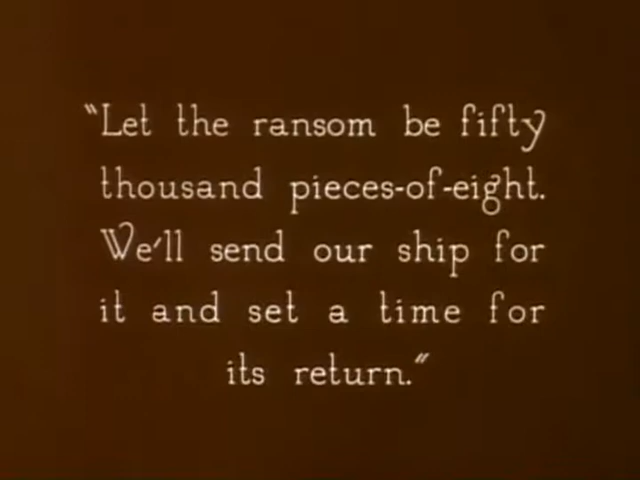 "Let the ransom be fifty
thousand pieces-of-eight.
We'll send our ship for
it and set a time for
its return."